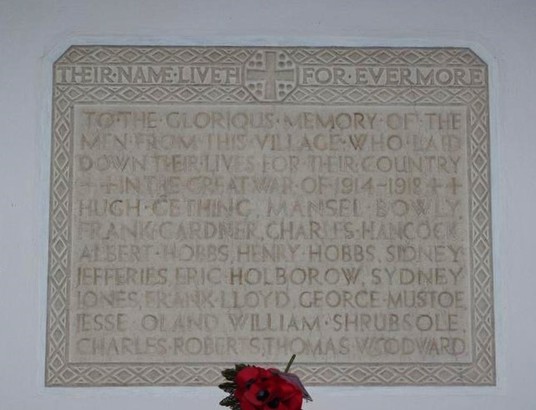 THEIR·NAME·LIVETH FOR·EVERMORE
TO·THE·GLORIOUS·MEMORY·OF·THE
MEN·FROM·THIS·VILLAGE·WHO·LAID
DOWN·THEIR·LIVES·FOR·THEIR·COUNTRY
IN·THE·GREAT·WAR·OF·1914-1918
HUGH·GETHING, MANSEL·BOWLY,
FRANK·GARDNER, CHARLES·HANCOCK,
ALBERT·HOBBS, HENRY·HOBBS, SIDNEY
JEFFERIES, ERIC HOLBOROW, SYDNEY
JONES, FRANK·LLOYD, GEORGE·MUSTOE,
JESSE OLAND WILLIAM·SHRUBSOLE,
CHARLES·ROBERTS, THOMAS WOODWARD